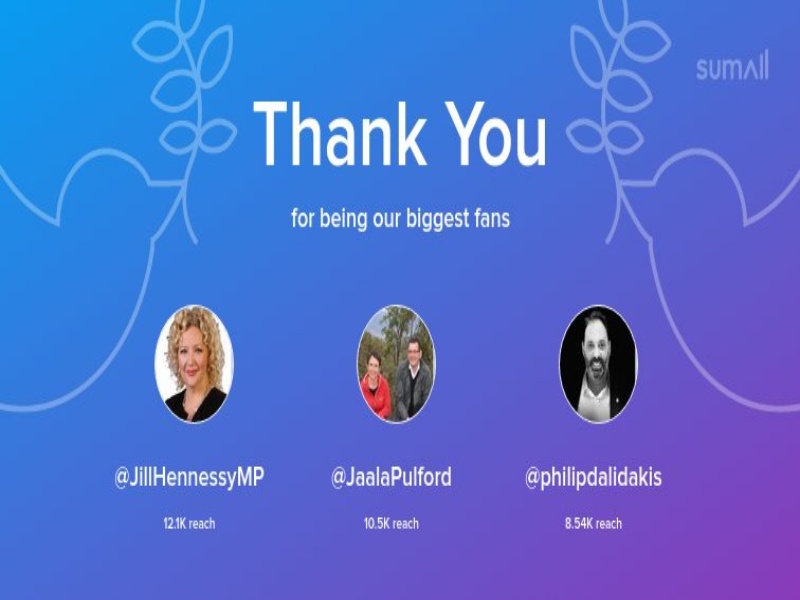 sumall
Thank You
for being our biggest fans
@JillHennessyMP @JaalaPulford @philipdalidakis
12.1K reach 10.5K reach 8.54K reach